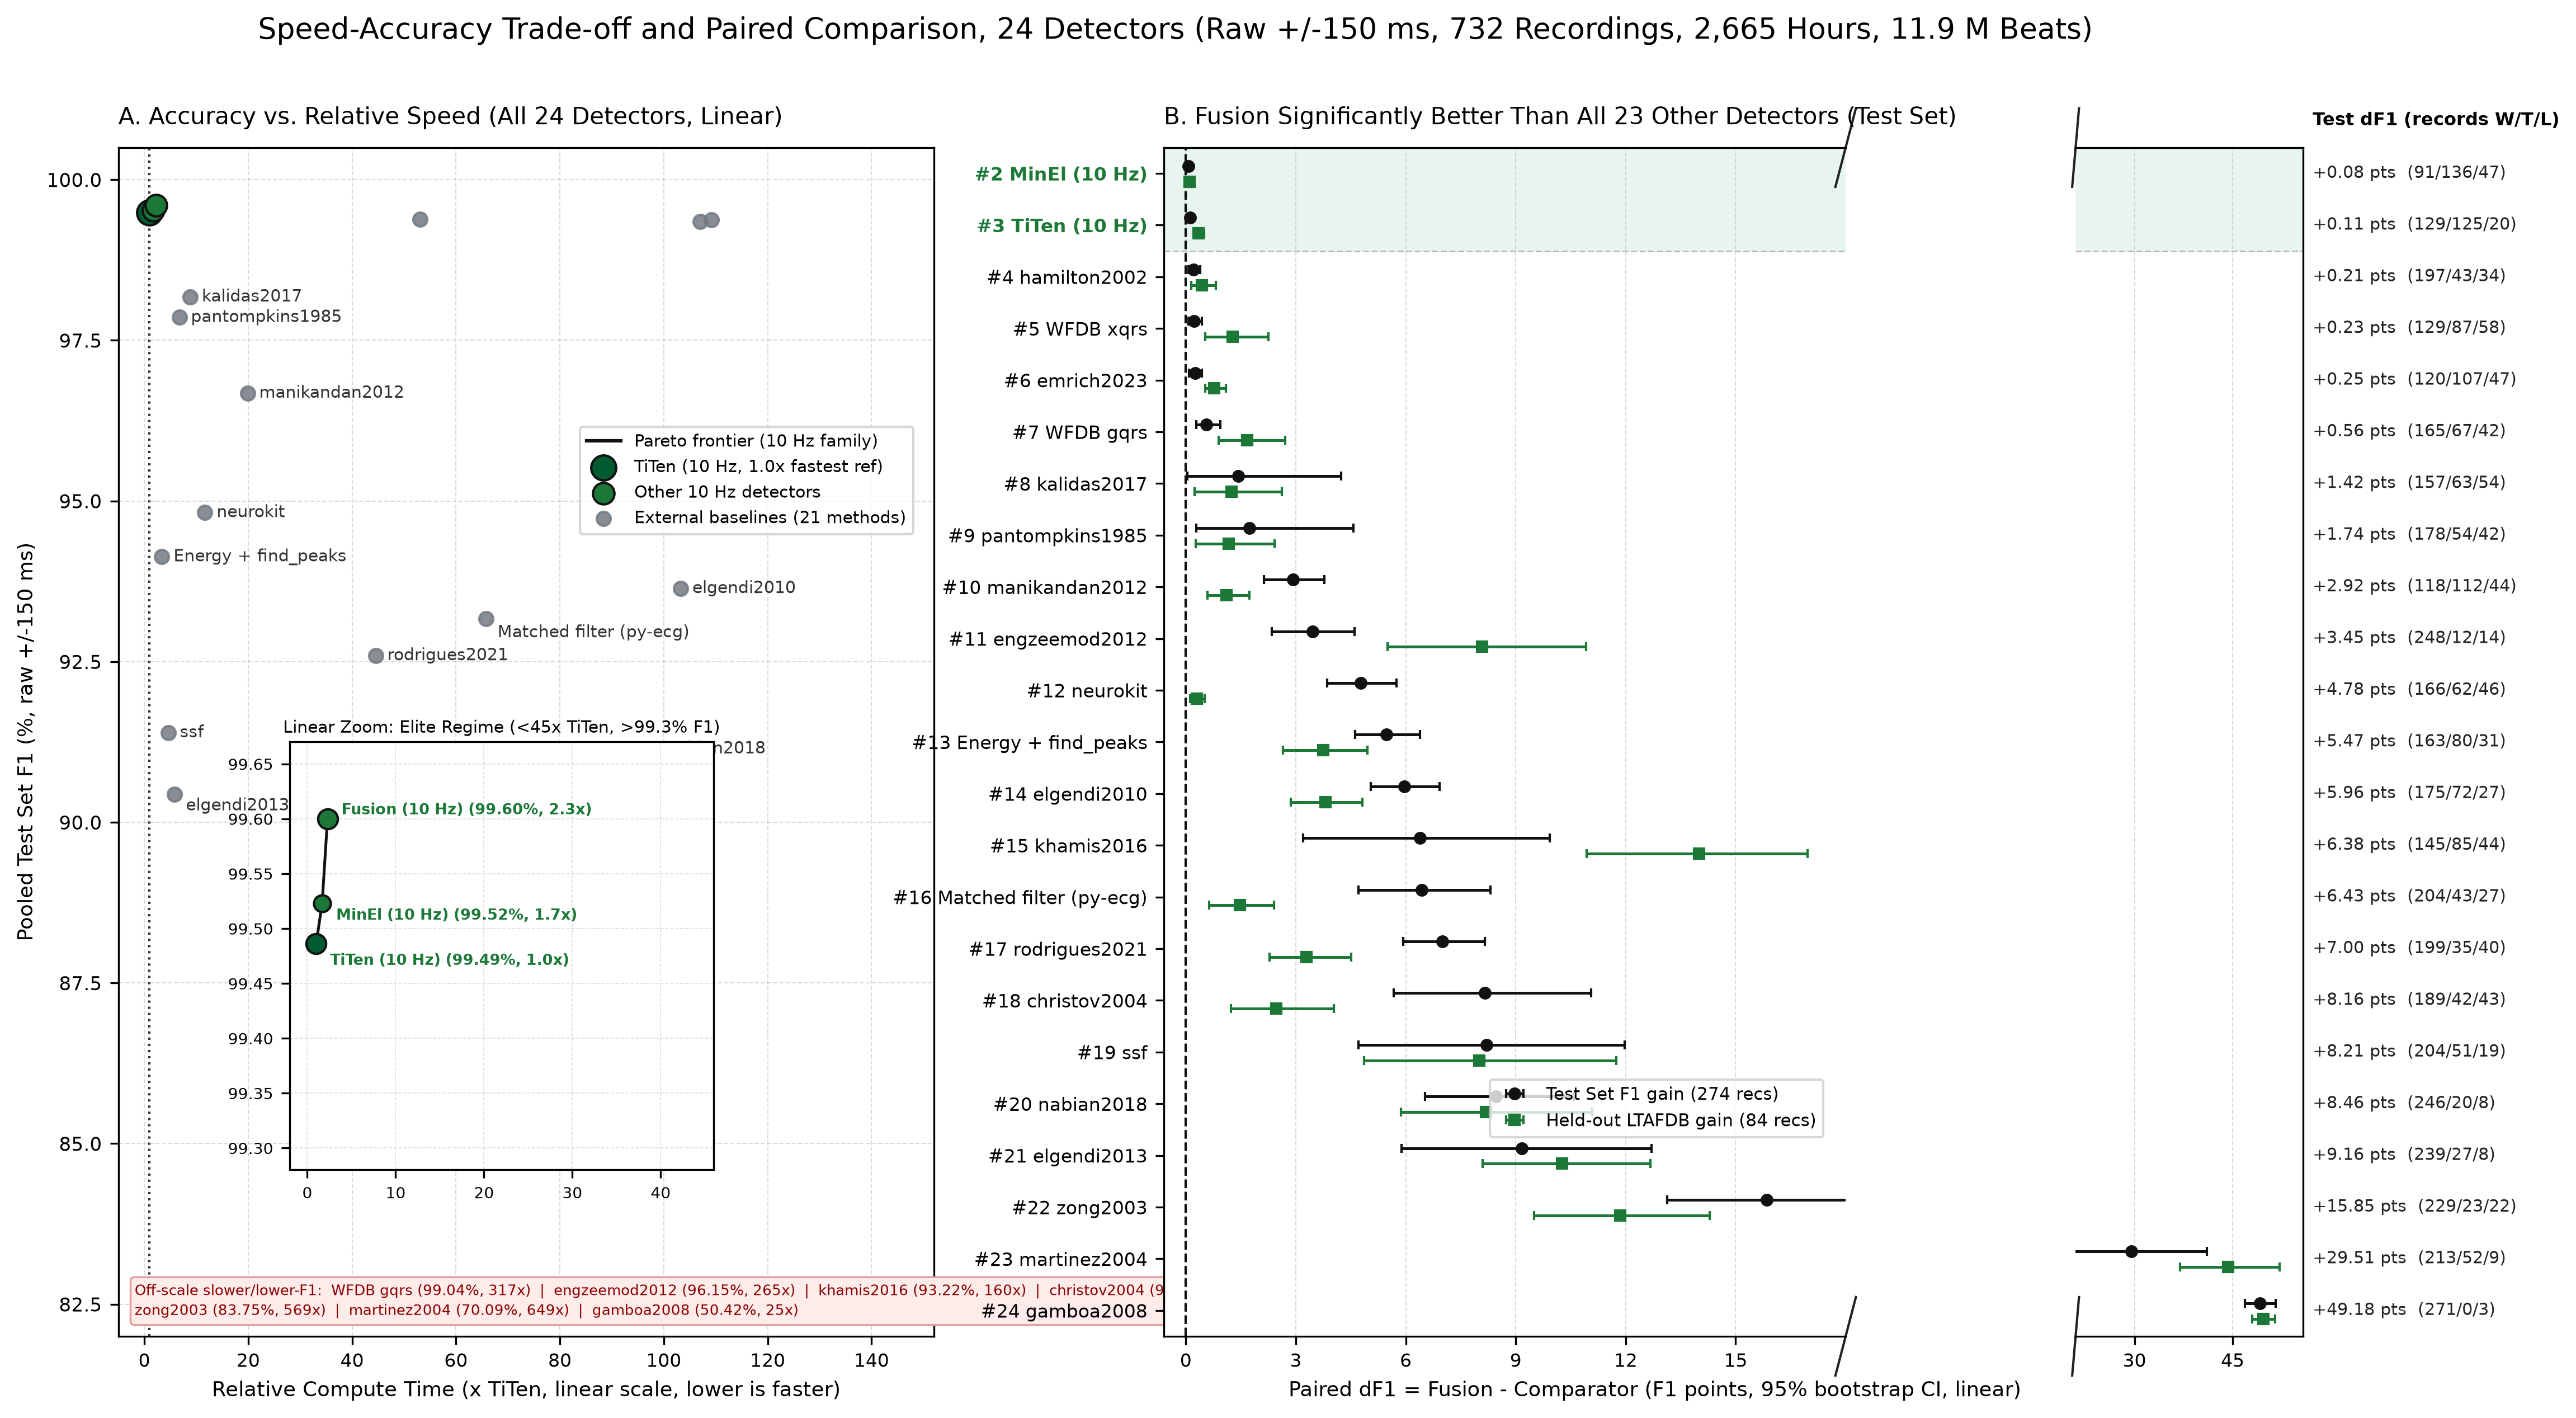 Speed-Accuracy Trade-off and Paired Comparison, 24 Detectors (Raw +/-150 ms, 732 Recordings, 2,665 Hours, 11.9 M Beats)
A. Accuracy vs. Relative Speed (All 24 Detectors, Linear)
Pooled Test Set F1 (%, raw +/-150 ms)
100.0
97.5
95.0
92.5
90.0
87.5
85.0
82.5
kalidas2017
pantompkins1985
manikandan2012
Pareto frontier (10 Hz family)
TiTen (10 Hz, 1.0x fastest ref)
Other 10 Hz detectors
External baselines (21 methods)
neurokit
Energy + find_peaks
elgendi2010
Matched filter (py-ecg)
rodrigues2021
ssf
n2018
elgendi2013
Linear Zoom: Elite Regime (<45x TiTen, >99.3% F1)
99.65
99.60
99.55
99.50
99.45
99.40
99.35
99.30
Fusion (10 Hz) (99.60%, 2.3x)
MinEl (10 Hz) (99.52%, 1.7x)
TiTen (10 Hz) (99.49%, 1.0x)
0 10 20 30 40
Off-scale slower/lower-F1: WFDB gqrs (99.04%, 317x) | engzeemod2012 (96.15%, 265x) | khamis2016 (93.22%, 160x) | christov2004 (9
zong2003 (83.75%, 569x) | martinez2004 (70.09%, 649x) | gamboa2008 (50.42%, 25x)
0 20 40 60 80 100 120 140
Relative Compute Time (x TiTen, linear scale, lower is faster)
B. Fusion Significantly Better Than All 23 Other Detectors (Test Set)
Test dF1 (records W/T/L)
#2 MinEl (10 Hz) +0.08 pts (91/136/47)
#3 TiTen (10 Hz) +0.11 pts (129/125/20)
#4 hamilton2002 +0.21 pts (197/43/34)
#5 WFDB xqrs +0.23 pts (129/87/58)
#6 emrich2023 +0.25 pts (120/107/47)
#7 WFDB gqrs +0.56 pts (165/67/42)
#8 kalidas2017 +1.42 pts (157/63/54)
#9 pantompkins1985 +1.74 pts (178/54/42)
#10 manikandan2012 +2.92 pts (118/112/44)
#11 engzeemod2012 +3.45 pts (248/12/14)
#12 neurokit +4.78 pts (166/62/46)
#13 Energy + find_peaks +5.47 pts (163/80/31)
#14 elgendi2010 +5.96 pts (175/72/27)
#15 khamis2016 +6.38 pts (145/85/44)
#16 Matched filter (py-ecg) +6.43 pts (204/43/27)
#17 rodrigues2021 +7.00 pts (199/35/40)
#18 christov2004 +8.16 pts (189/42/43)
#19 ssf +8.21 pts (204/51/19)
#20 nabian2018 +8.46 pts (246/20/8)
#21 elgendi2013 +9.16 pts (239/27/8)
#22 zong2003 +15.85 pts (229/23/22)
#23 martinez2004 +29.51 pts (213/52/9)
#24 gamboa2008 +49.18 pts (271/0/3)
Test Set F1 gain (274 recs)
Held-out LTAFDB gain (84 recs)
0 3 6 9 12 15 30 45
Paired dF1 = Fusion - Comparator (F1 points, 95% bootstrap CI, linear)